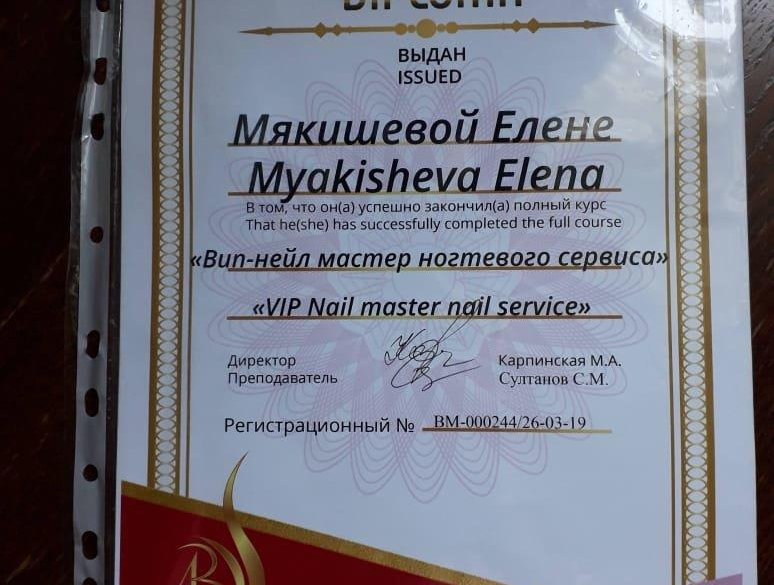 ВЫДАН
ISSUED
Мякишевой Елене
Myakisheva Elena
В том, что он(а) успешно закончил(а) полный курс
That he(she) has successfully completed the full course
«Вип-нейл мастер ногтевого сервиса»
«VIP Nail master nail service»
Директор Карпинская М.А.
Преподаватель Султанов С.М.
Регистрационный № BM-000244/26-03-19